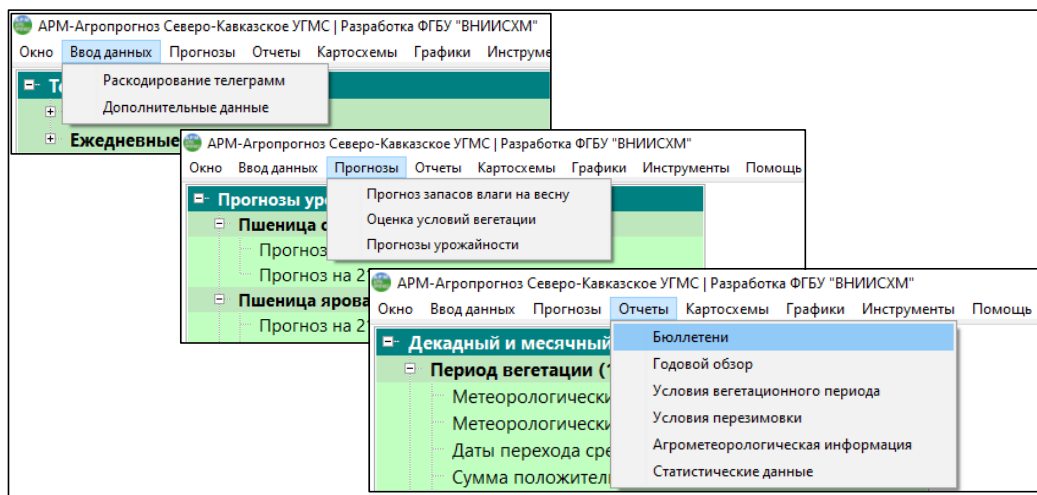 АРМ-Агропрогноз Северо-Кавказское УГМС | Разработка ФГБУ "ВНИИСХМ"
Окно Ввод данных Прогнозы Отчеты Картосхемы Графики Инструме
Раскодирование телеграмм
Дополнительные данные
Ежедневные
АРМ-Агропрогноз Северо-Кавказское УГМС | Разработка ФГБУ "ВНИИСХМ"
Окно Ввод данных Прогнозы Отчеты Картосхемы Графики Инструменты Помощь
Прогнозы ур
Прогноз запасов влаги на весну
Пшеница
Оценка условий вегетации
Прогноз
Прогнозы урожайности
Прогноз на 2
Пшеница ярова
Прогноз на 2
АРМ-Агропрогноз Северо-Кавказское УГМС | Разработка ФГБУ "ВНИИСХМ"
Окно Ввод данных Прогнозы Отчеты Картосхемы Графики Инструменты Помощь
Декадный и месячный
Бюллетени
Период вегетации (
Годовой обзор
Метеорологически
Условия вегетационного периода
Метеорологически
Условия перезимовки
Даты перехода сре
Агрометеорологическая информация
Сумма положител
Статистические данные